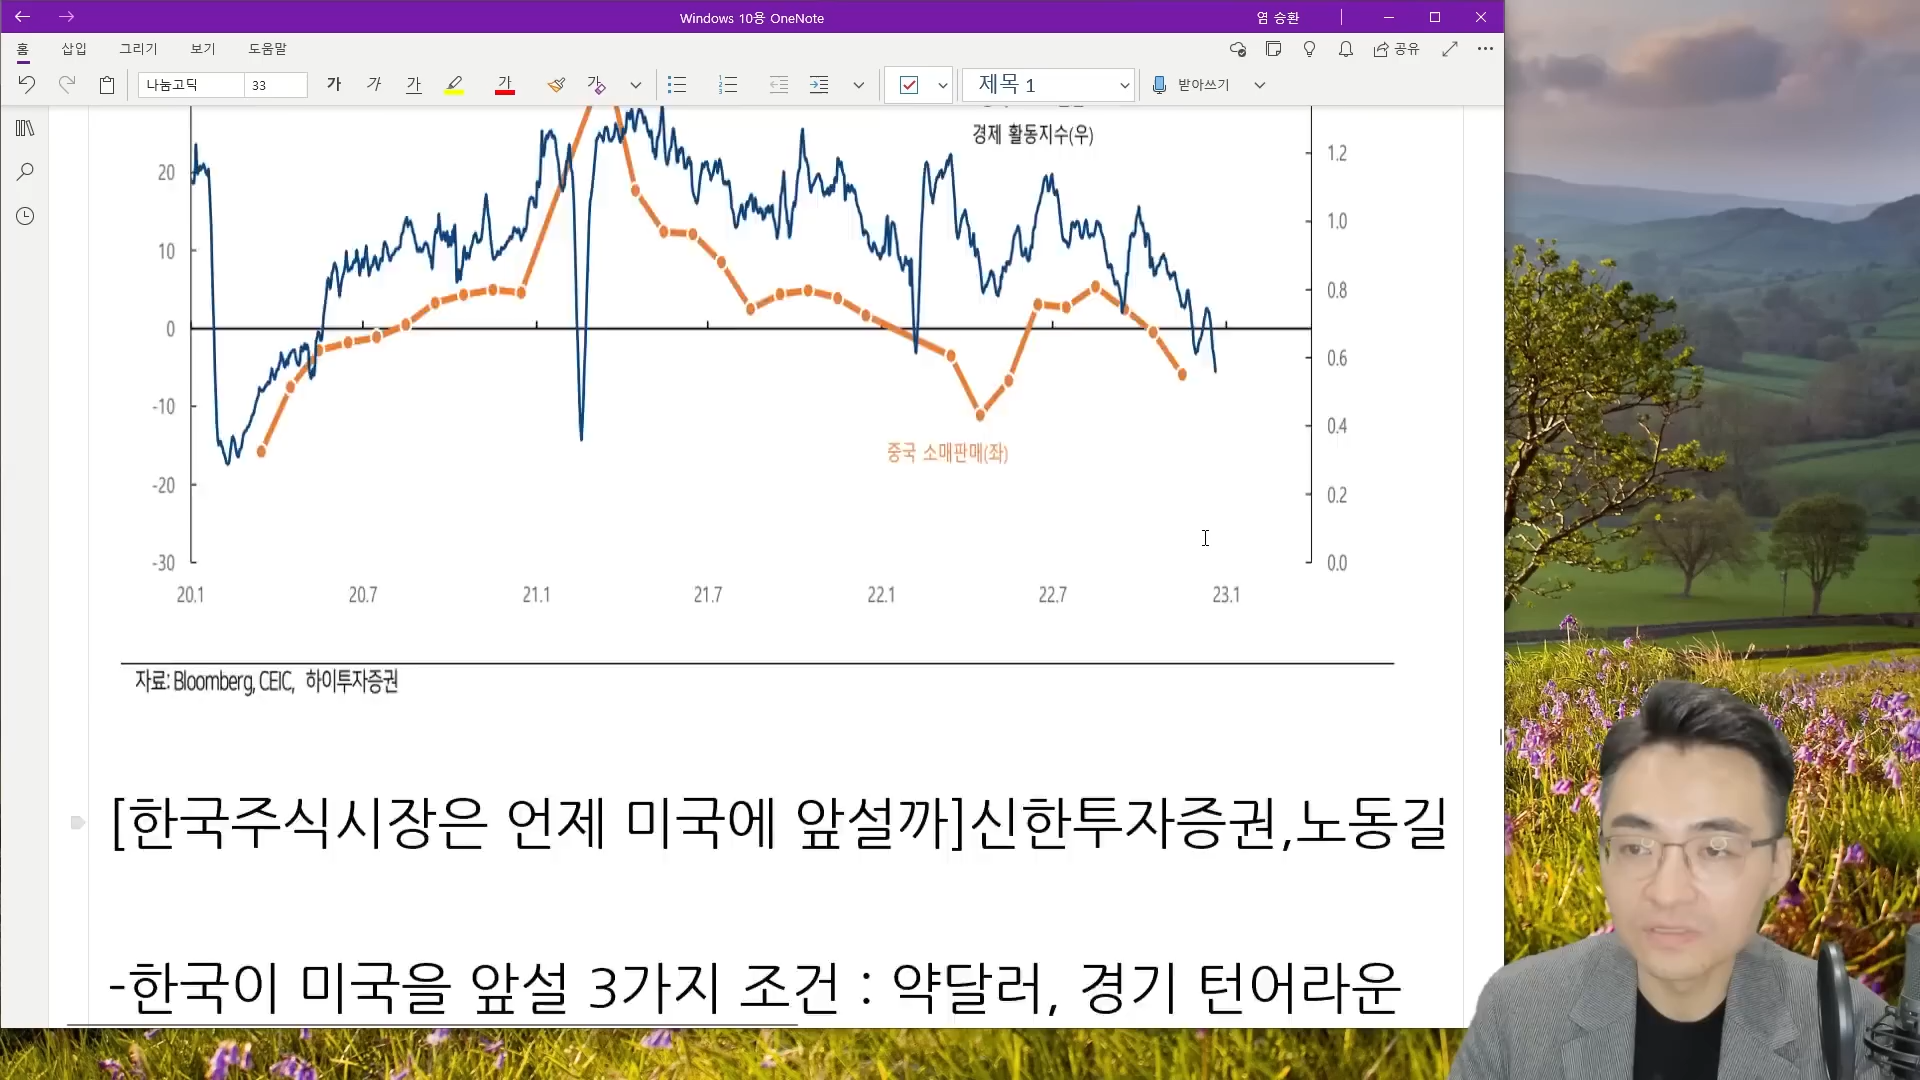 Windows 10용 OneNote
염 승환
홈 삽입 그리기 보기 도움말
공유
나눔고딕 33 가 가 가 가 가 제목 1 받아쓰기
경제 활동지수(우)
20
10
0
-10
-20
-30
1.2
1.0
0.8
0.6
0.4
0.2
0.0
중국 소매판매(좌)
20.1 20.7 21.1 21.7 22.1 22.7 23.1
자료: Bloomberg, CEIC, 하이투자증권
[한국주식시장은 언제 미국에 앞설까]신한투자증권,노동길
-한국이 미국을 앞설 3가지 조건 : 약달러, 경기 턴어라운